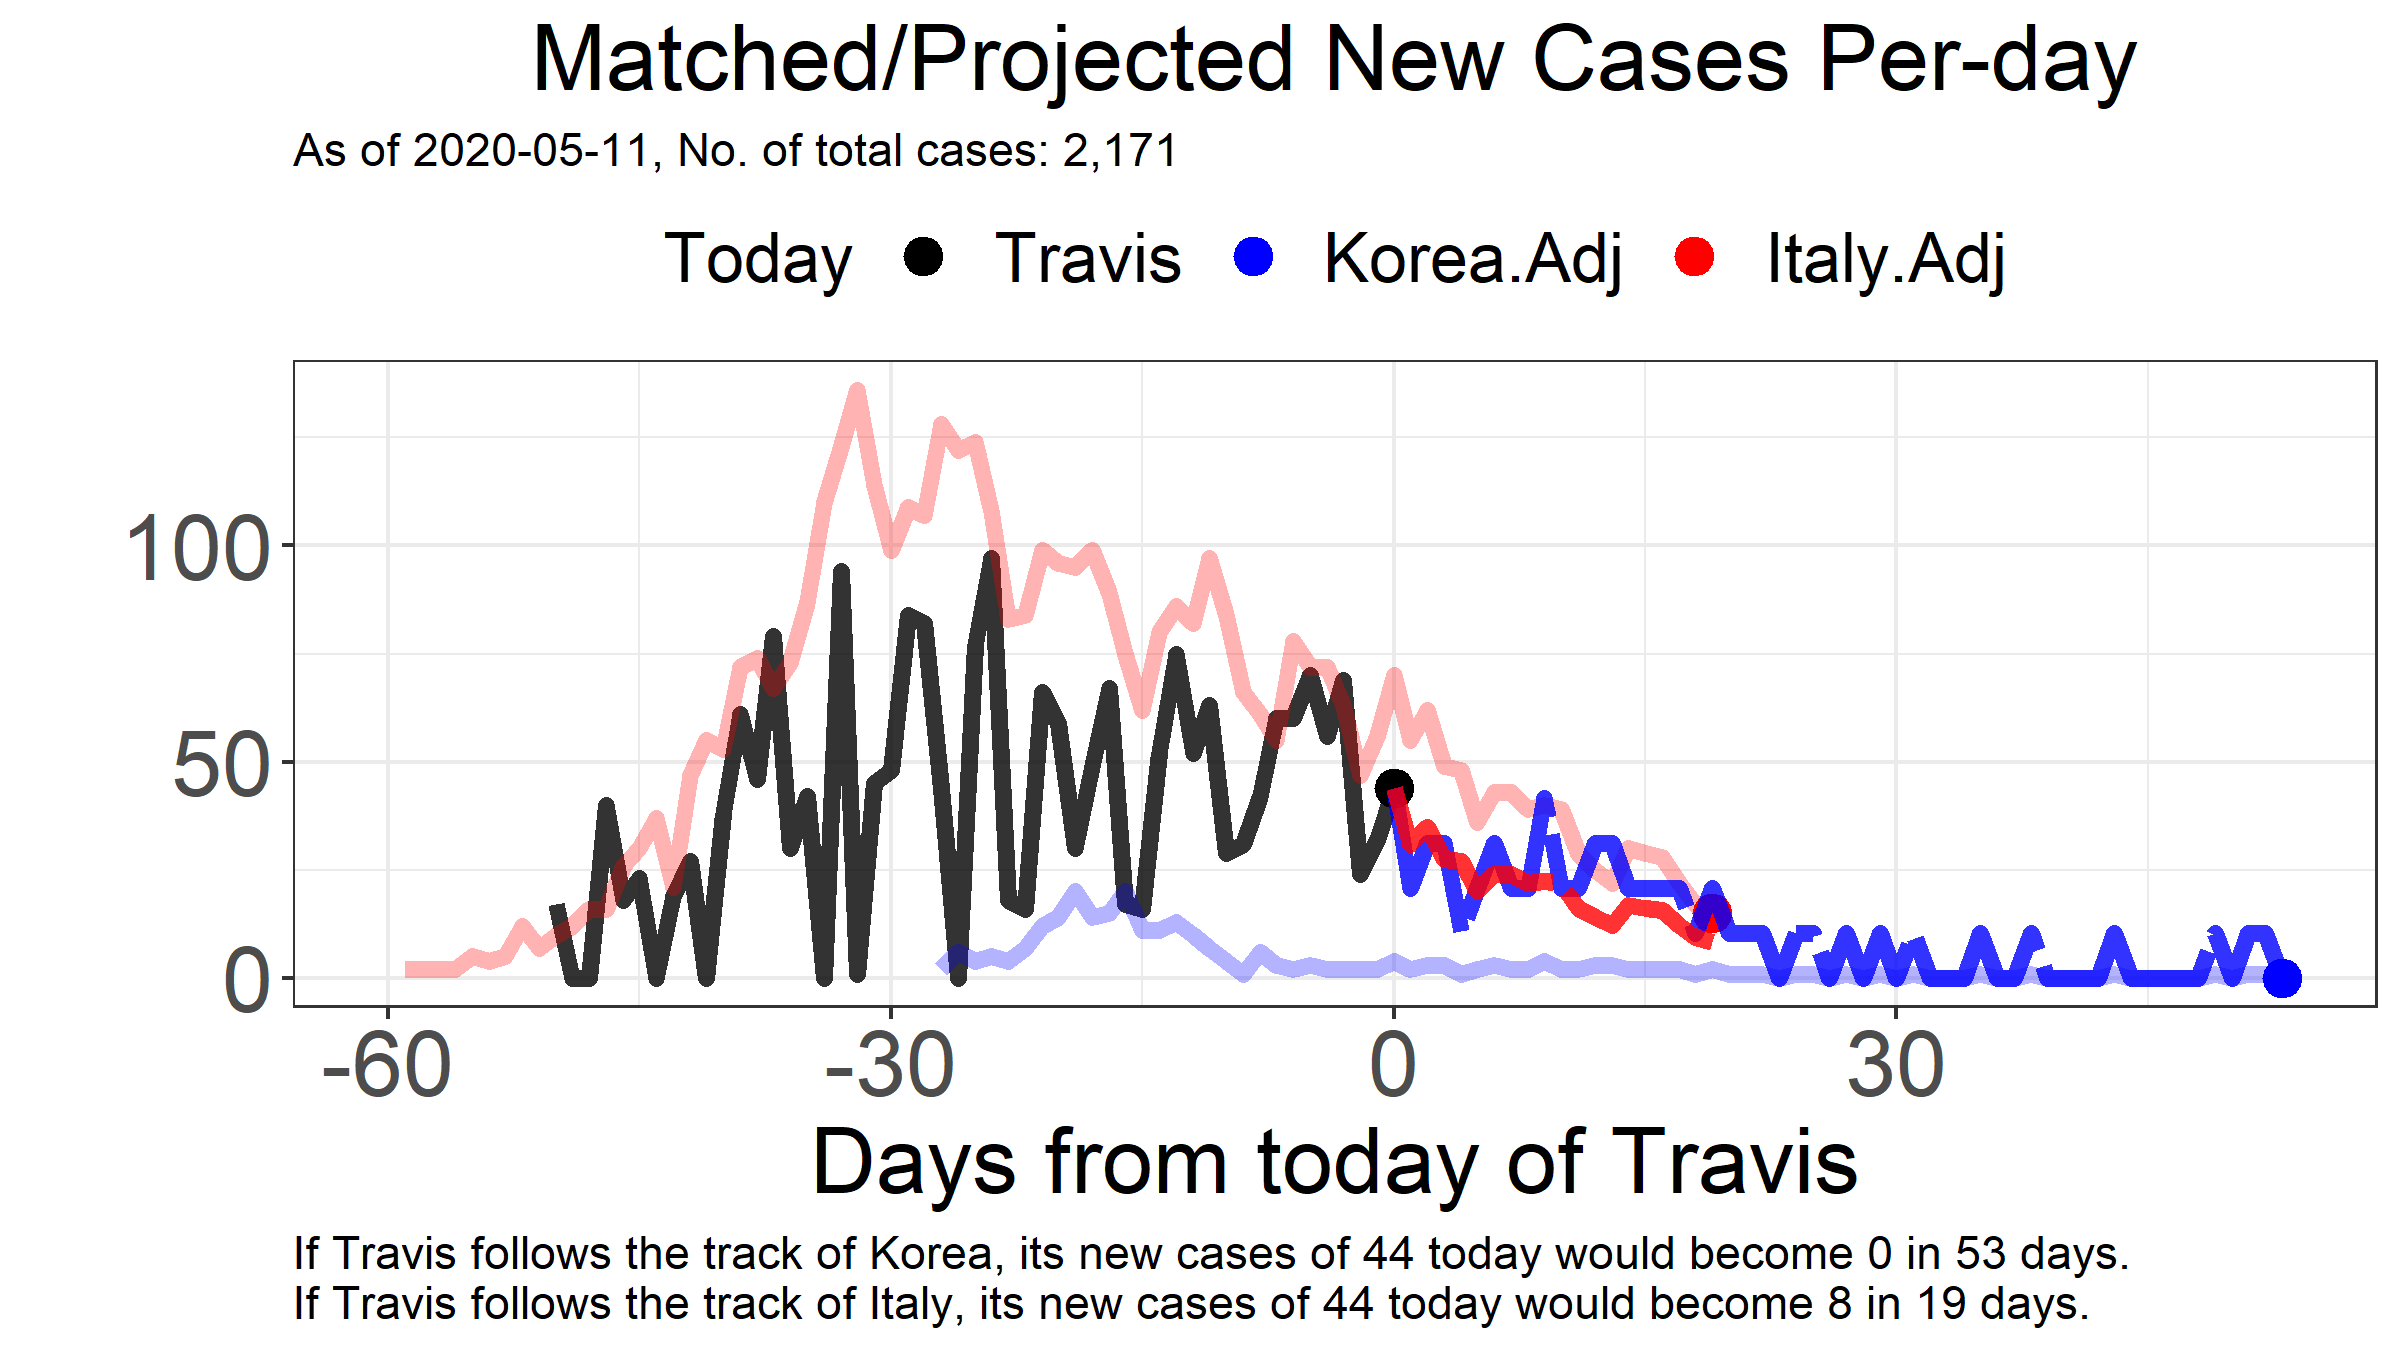 Matched/Projected New Cases Per-day
As of 2020-05-11, No. of total cases: 2,171
Today Travis Korea.Adj Italy.Adj
100
50
0
-60 -30 0 30
Days from today of Travis
If Travis follows the track of Korea, its new cases of 44 today would become 0 in 53 days.
If Travis follows the track of Italy, its new cases of 44 today would become 8 in 19 days.